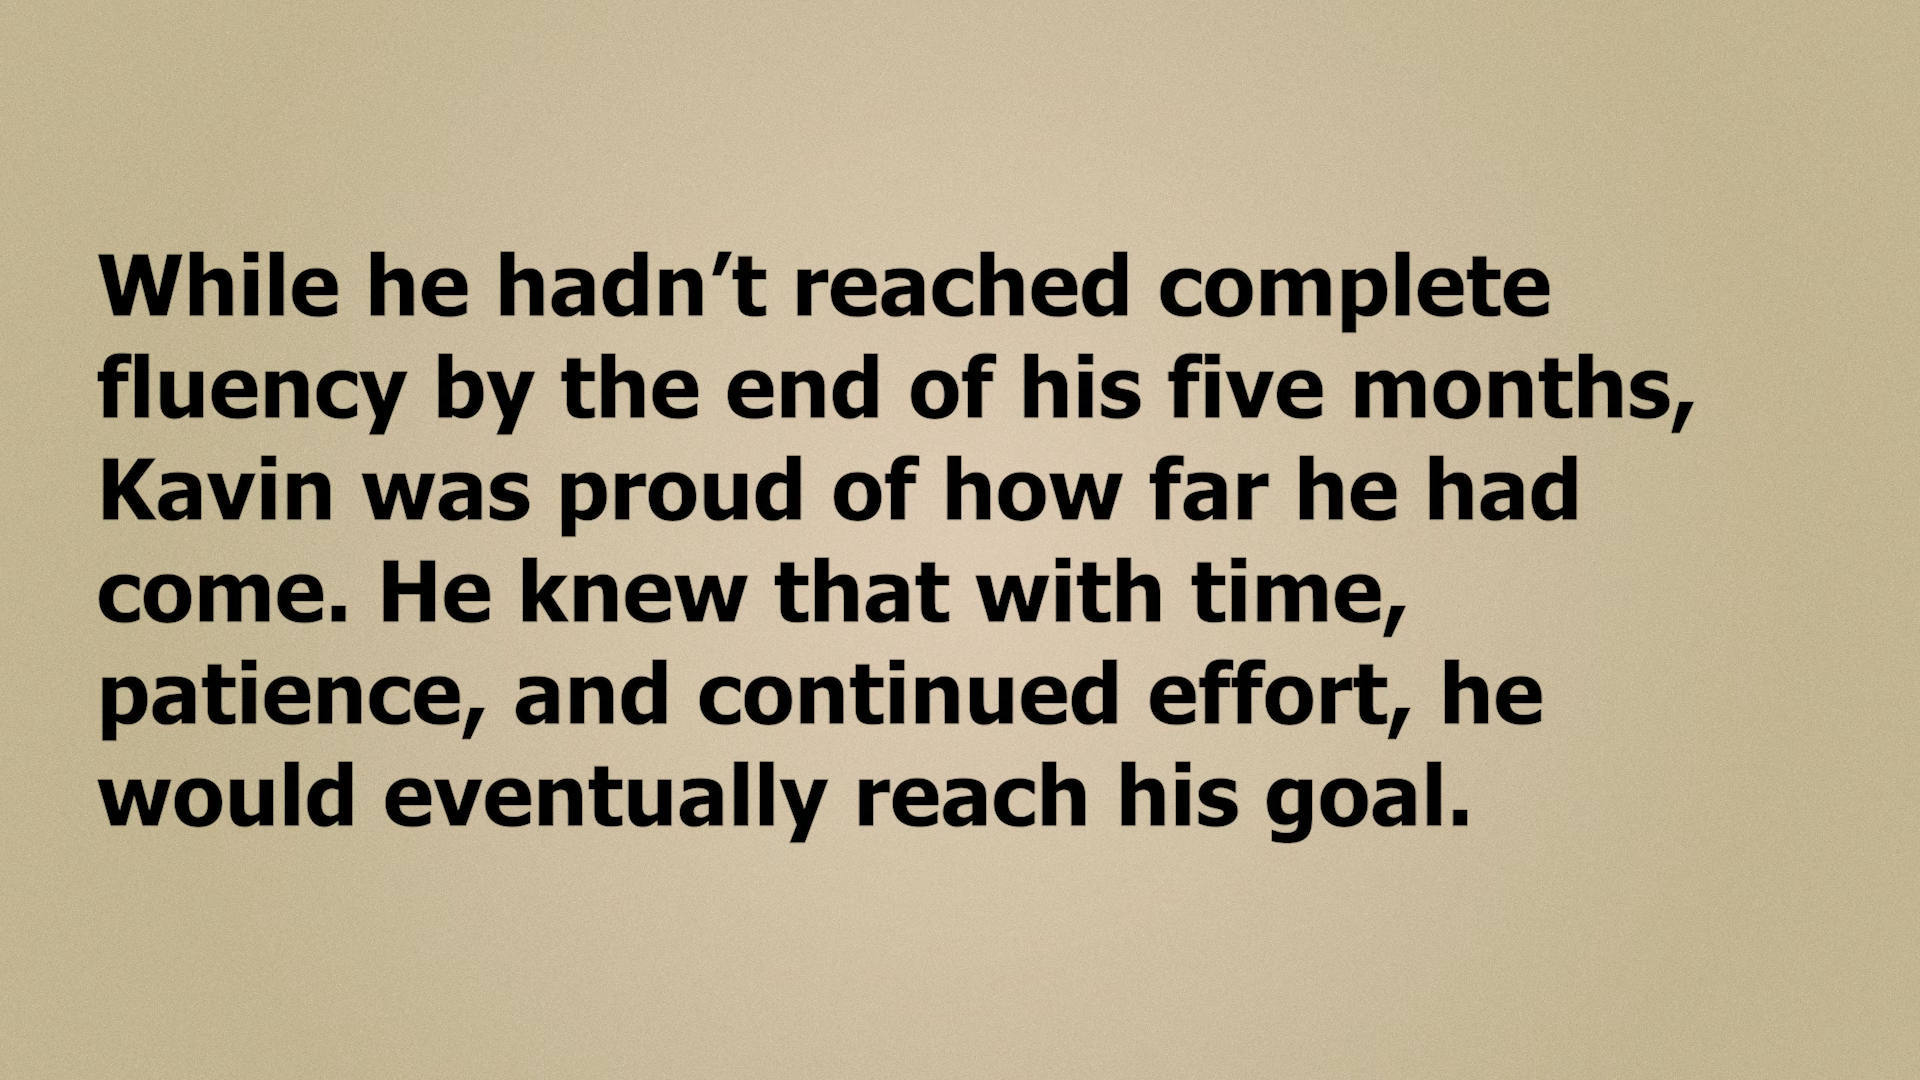 While he hadn’t reached complete
fluency by the end of his five months,
Kavin was proud of how far he had
come. He knew that with time,
patience, and continued effort, he
would eventually reach his goal.